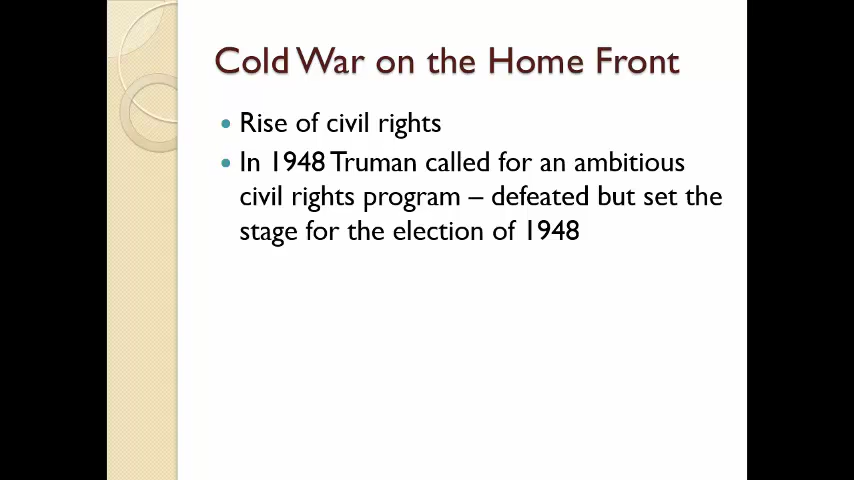 Cold War on the Home Front
• Rise of civil rights
• In 1948 Truman called for an ambitious
civil rights program – defeated but set the
stage for the election of 1948